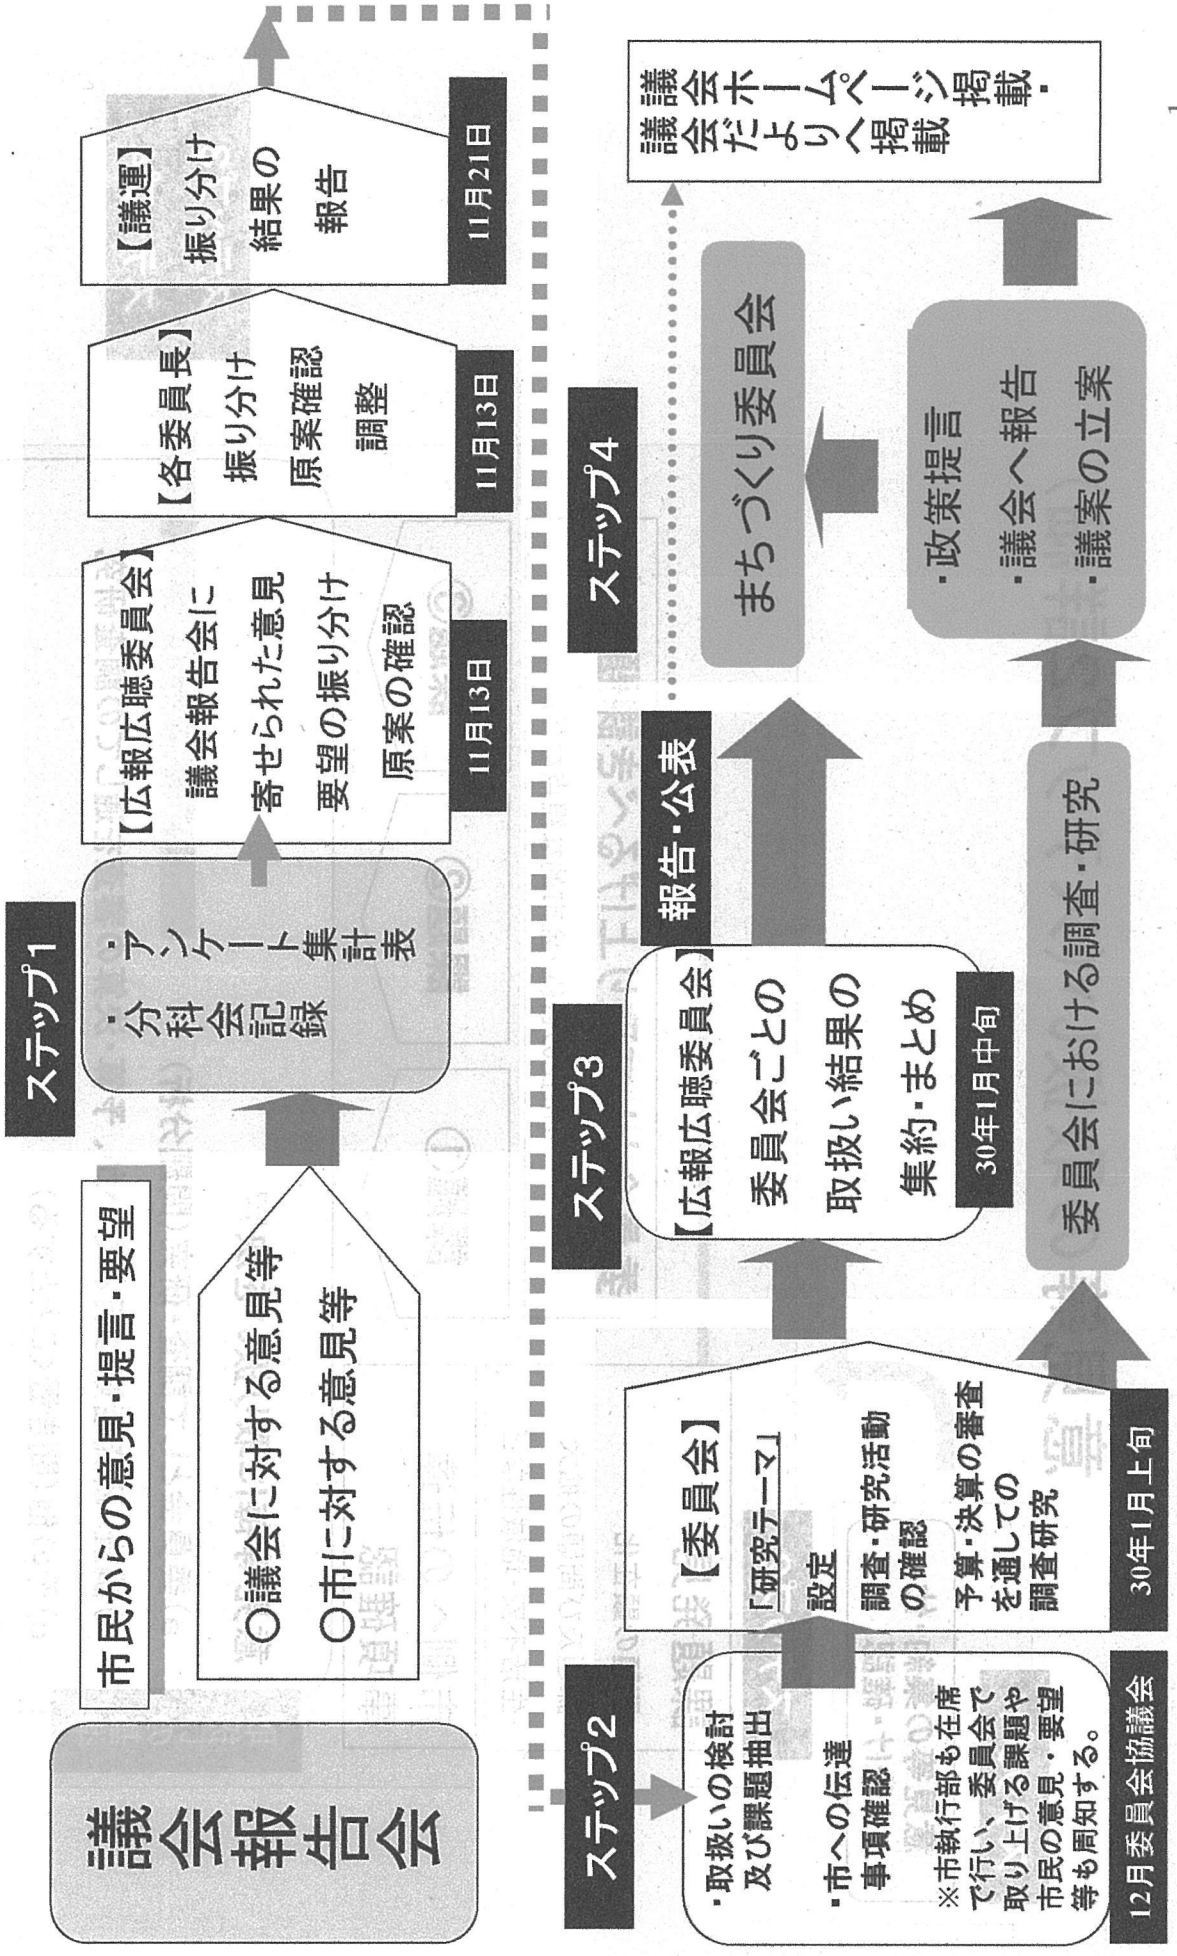 議会報告会
市民からの意見・提言・要望
○議会に対する意見等
○市に対する意見等
ステップ1
・アンケート集計表
・分科会記録
【広報広聴委員会】
議会報告会に
寄せられた意見
要望の振り分け
原案の確認
11月13日
【各委員長】
振り分け
原案確認
調整
11月13日
【議運】
振り分け
結果の
報告
11月21日
ステップ2
・取扱いの検討
及び課題抽出
・市への伝達
事項確認
※市執行部も在席
で行い、委員会で
取り上げる課題や
市民の意見・要望
等も周知する。
12月委員会協議会
【委員会】
「研究テーマ」
設定
調査・研究活動
の確認
予算・決算の審査
を通しての
調査研究
30年1月上旬
ステップ3
【広報広聴委員会】
委員会ごとの
取扱い結果の
集約・まとめ
30年1月中旬
報告・公表
委員会における調査・研究
ステップ4
まちづくり委員会
・政策提言
・議会へ報告
・議案の立案
議会ホームページ掲載・
議会だよりへ掲載
1